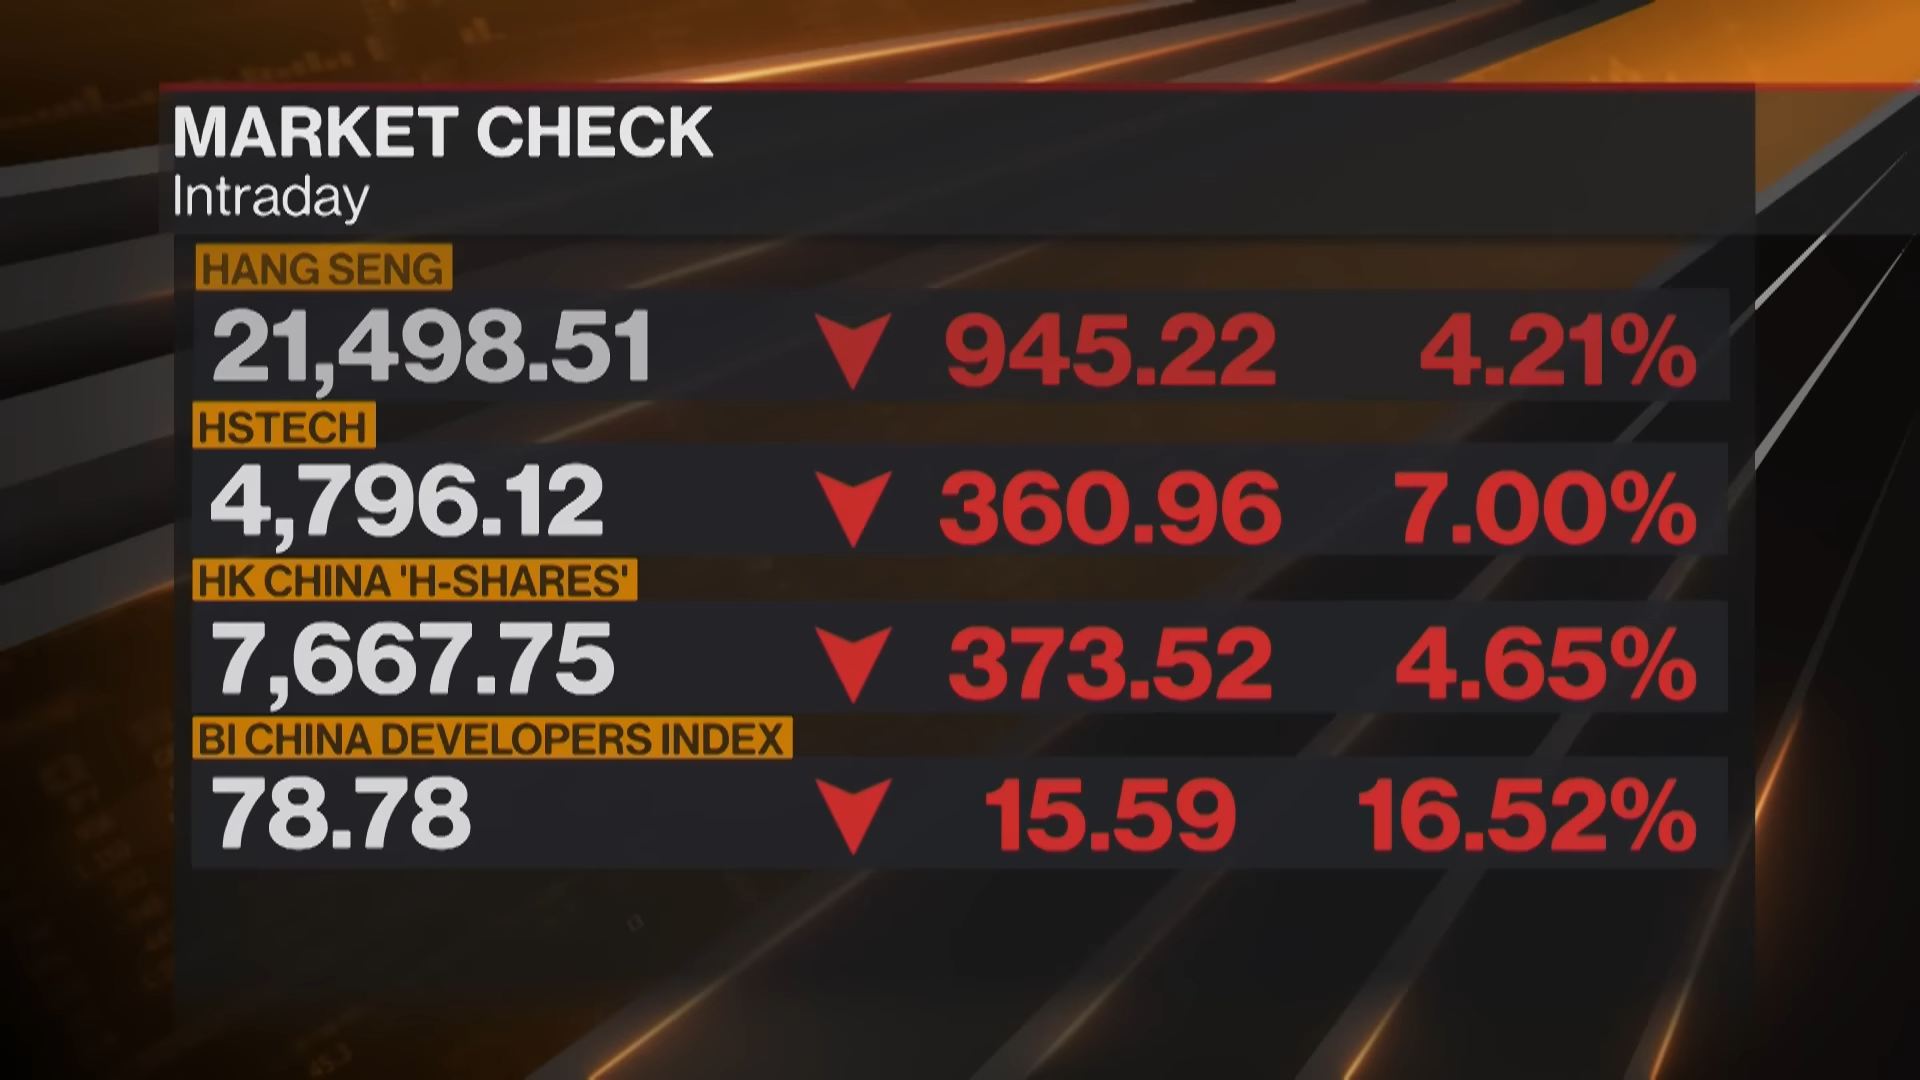 MARKET CHECK
Intraday
HANG SENG
21,498.51 945.22 4.21%
HSTECH
4,796.12 360.96 7.00%
HK CHINA 'H-SHARES'
7,667.75 373.52 4.65%
BI CHINA DEVELOPERS INDEX
78.78 15.59 16.52%